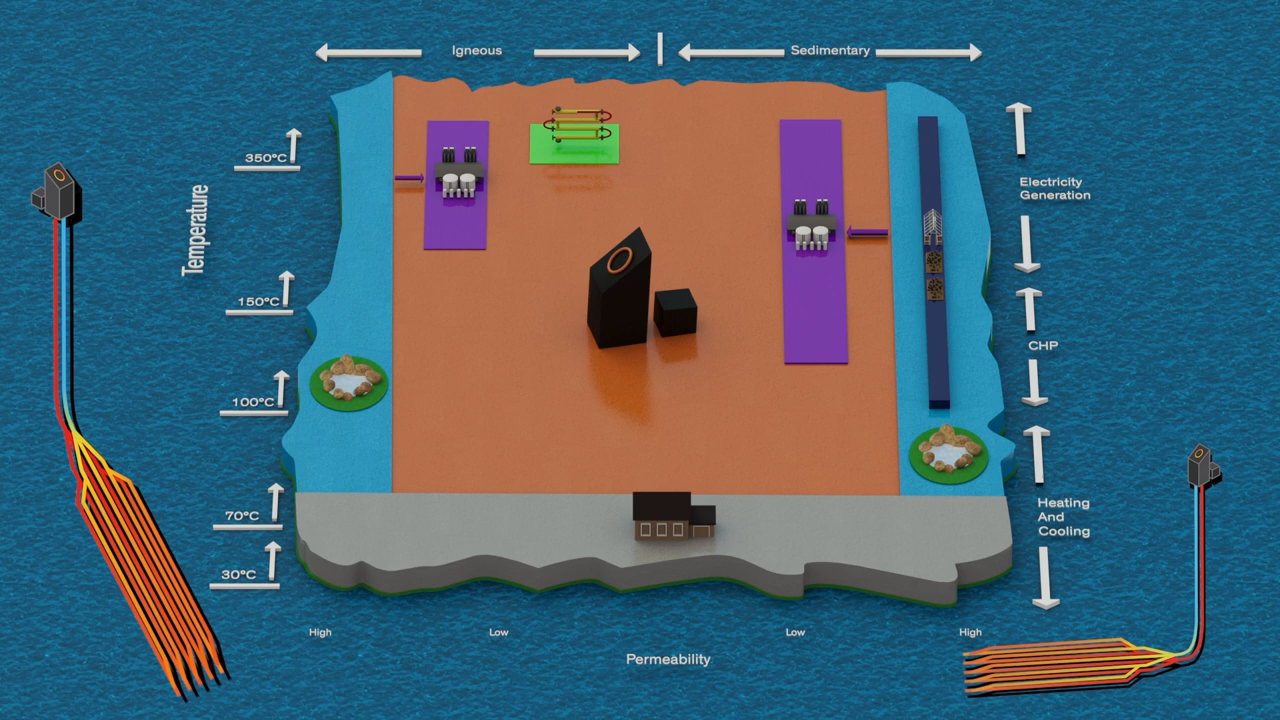 Igneous
Sedimentary
Temperature
350°C
150°C
100°C
70°C
30°C
Electricity
Generation
CHP
Heating
And
Cooling
High
Low
Low
High
Permeability